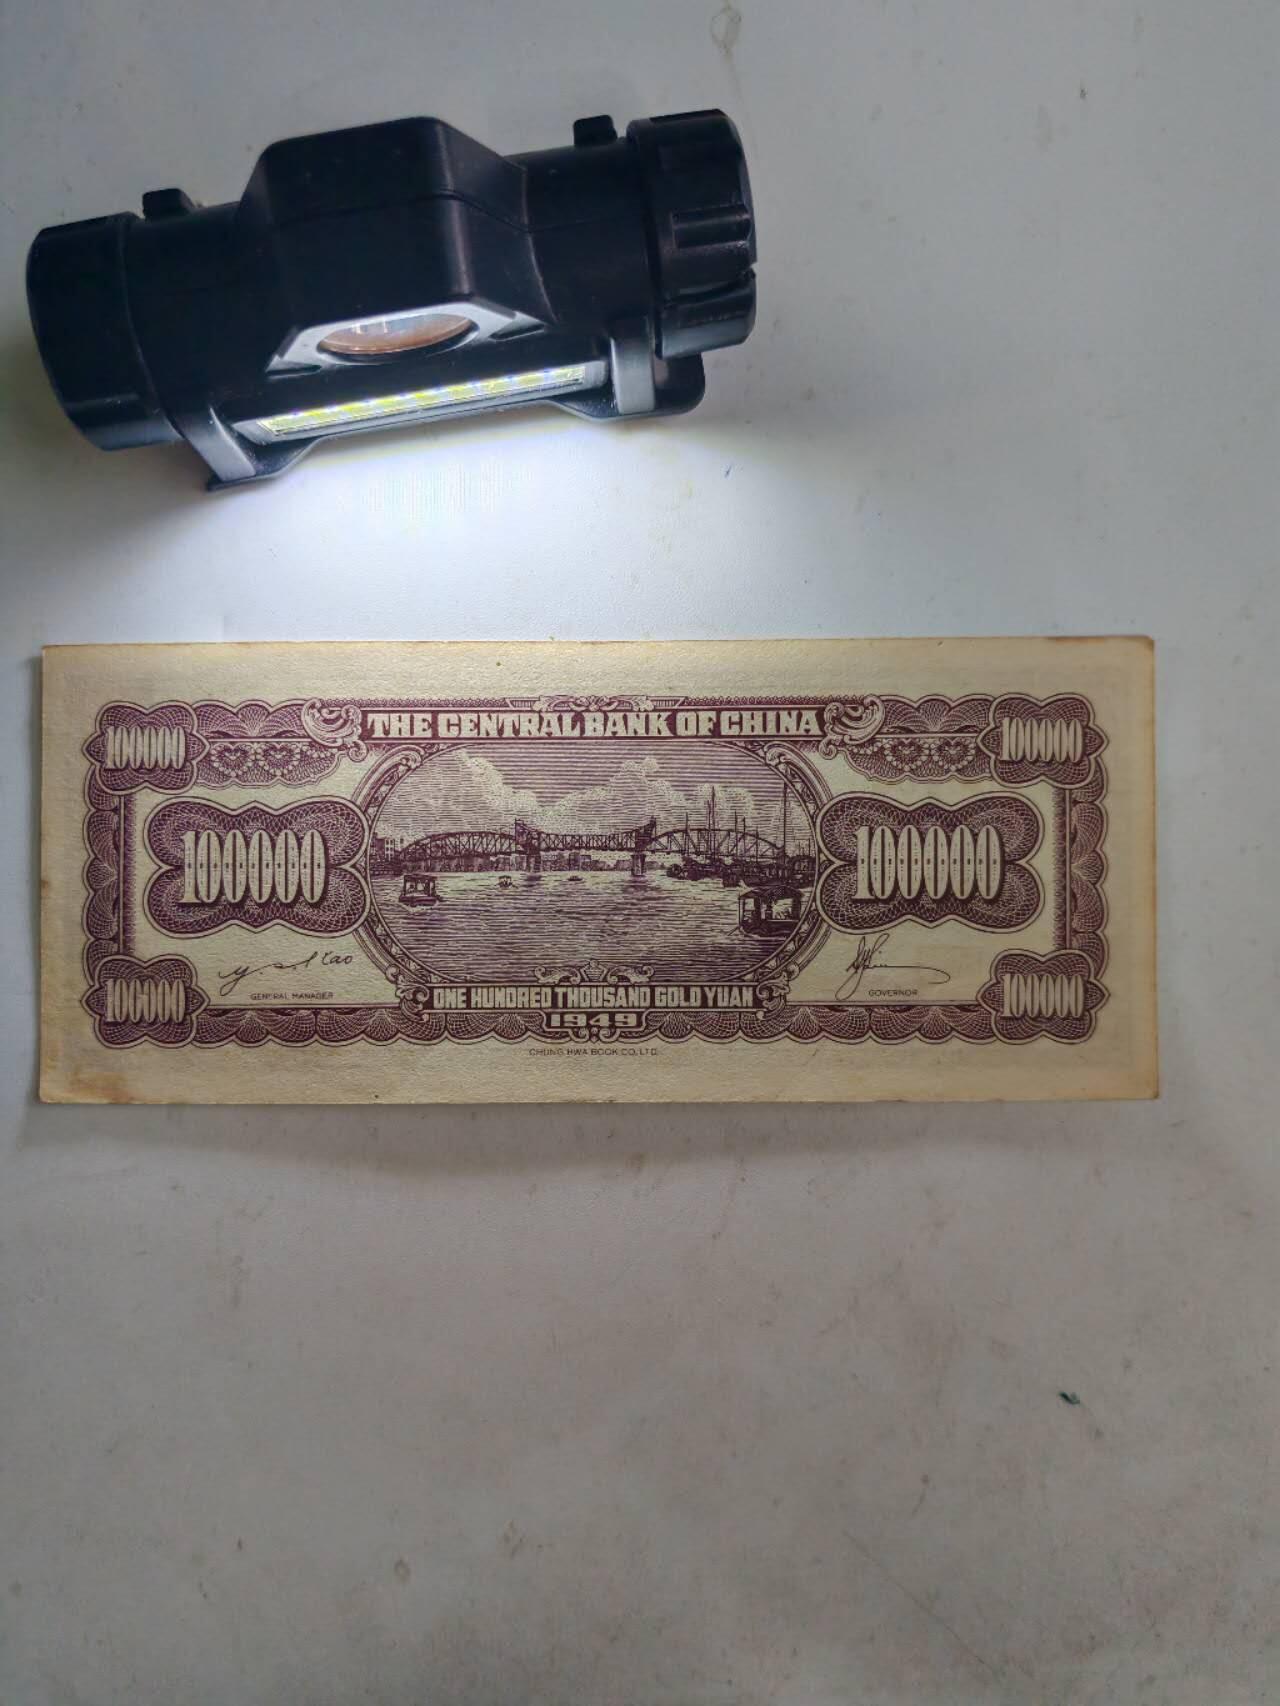 THE CENTRAL BANK OF CHINA
100000
100000
100000
100000
GENERAL MANAGER
GOVERNOR
100000
ONE HUNDRED THOUSAND GOLD YUAN
100000
1949
CHUNG HWA BOOK CO. LTD.